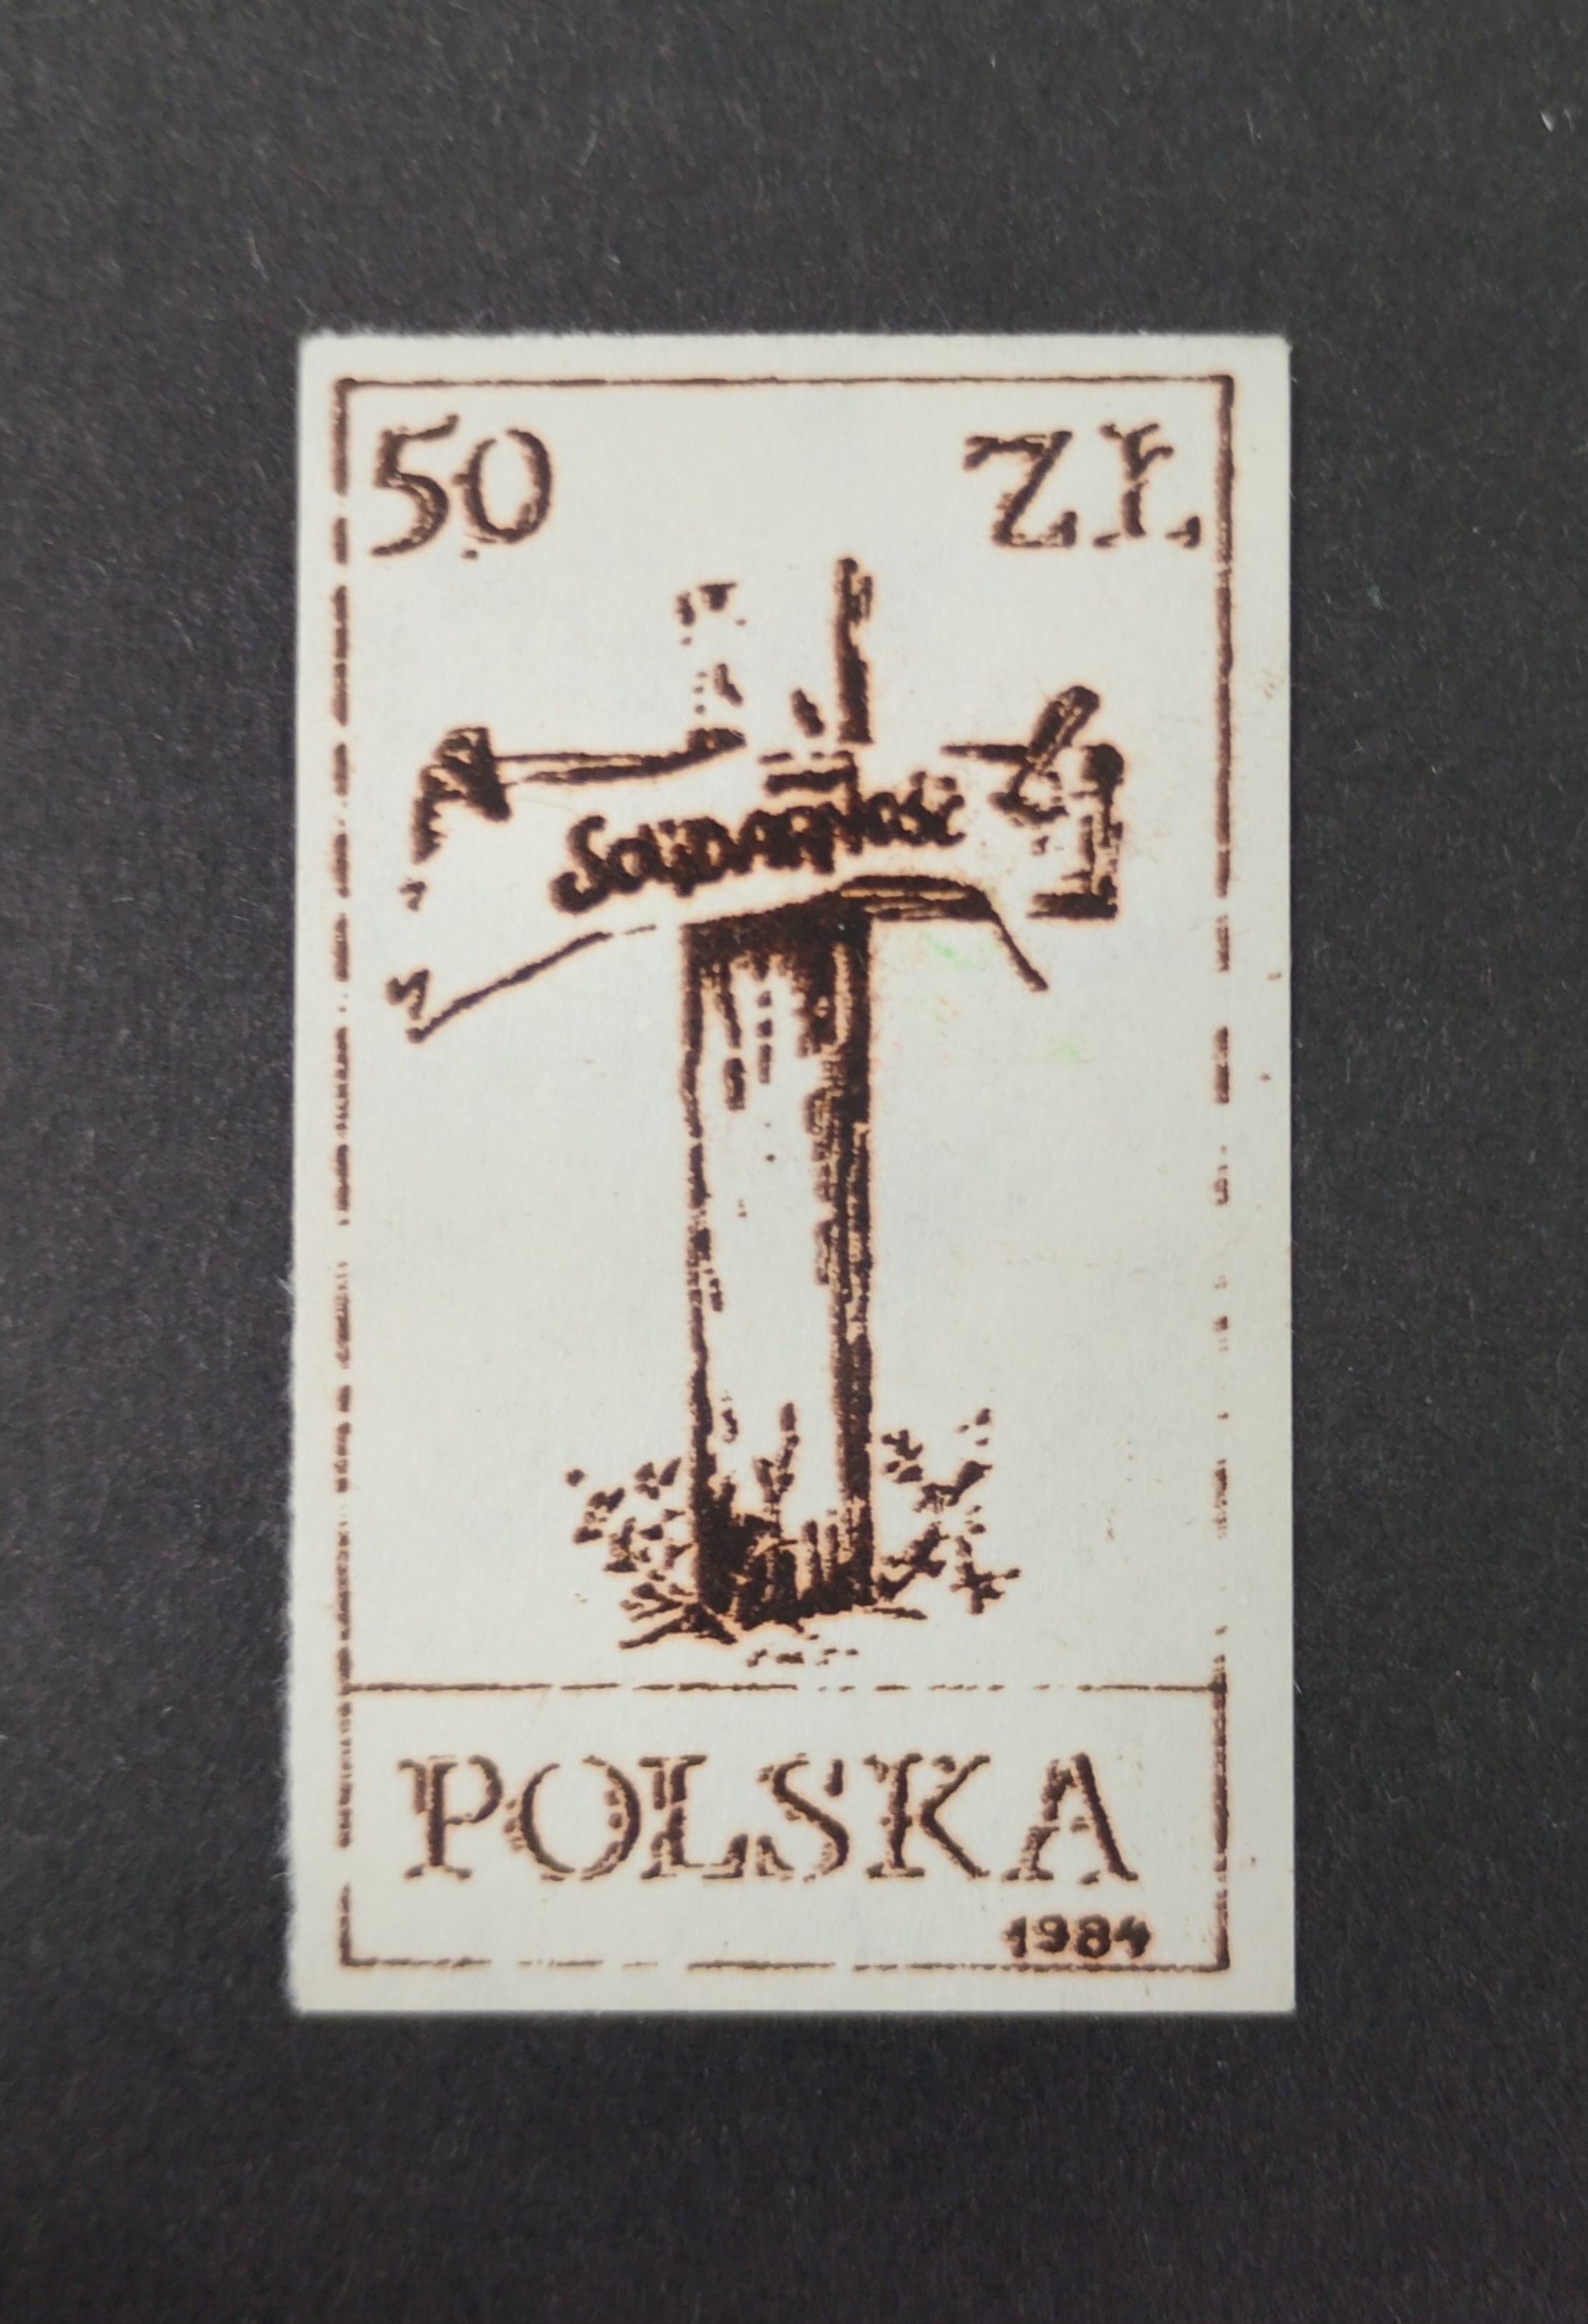 50 ZŁ.
SOLIDARNOŚĆ
POLSKA
1984